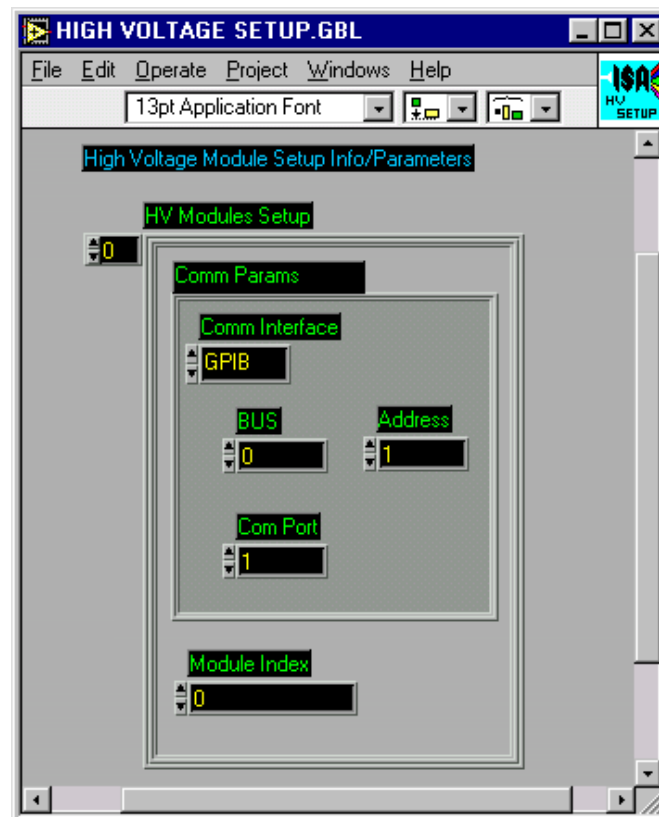 HIGH VOLTAGE SETUP.GBL
File Edit Operate Project Windows Help
13pt Application Font
ISA
HV
SETUP
High Voltage Module Setup Info/Parameters
HV Modules Setup
0
Comm Params
Comm Interface
GPIB
BUS Address
0 1
Com Port
1
Module Index
0